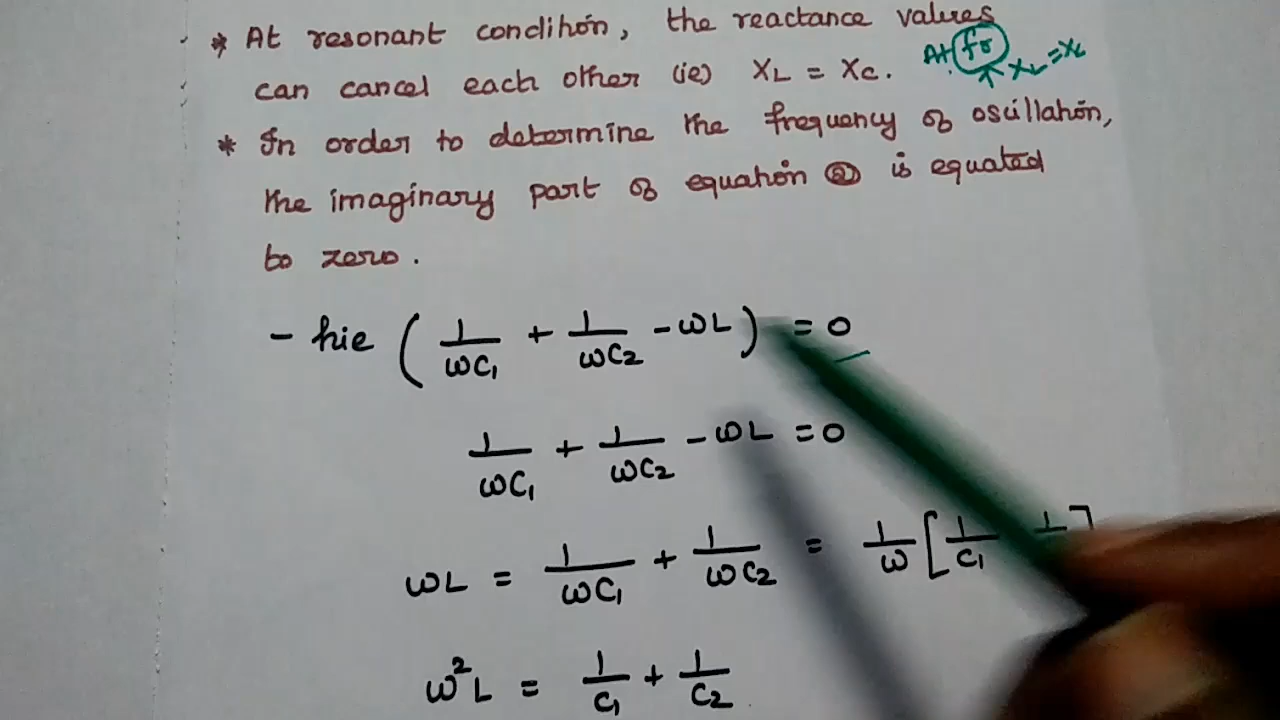 * At resonant condition, the reactance values
can cancel each other (ie) XL = XC. At fr XL = XC
* In order to determine the frequency of oscillation,
the imaginary part of equation ② is equated
to zero.
- hie ( 1/ωC₁ + 1/ωC₂ - ωL ) = 0
1/ωC₁ + 1/ωC₂ - ωL = 0
ωL = 1/ωC₁ + 1/ωC₂ = 1/ω [ 1/C₁ 1 ]
ω²L = 1/C₁ + 1/C₂